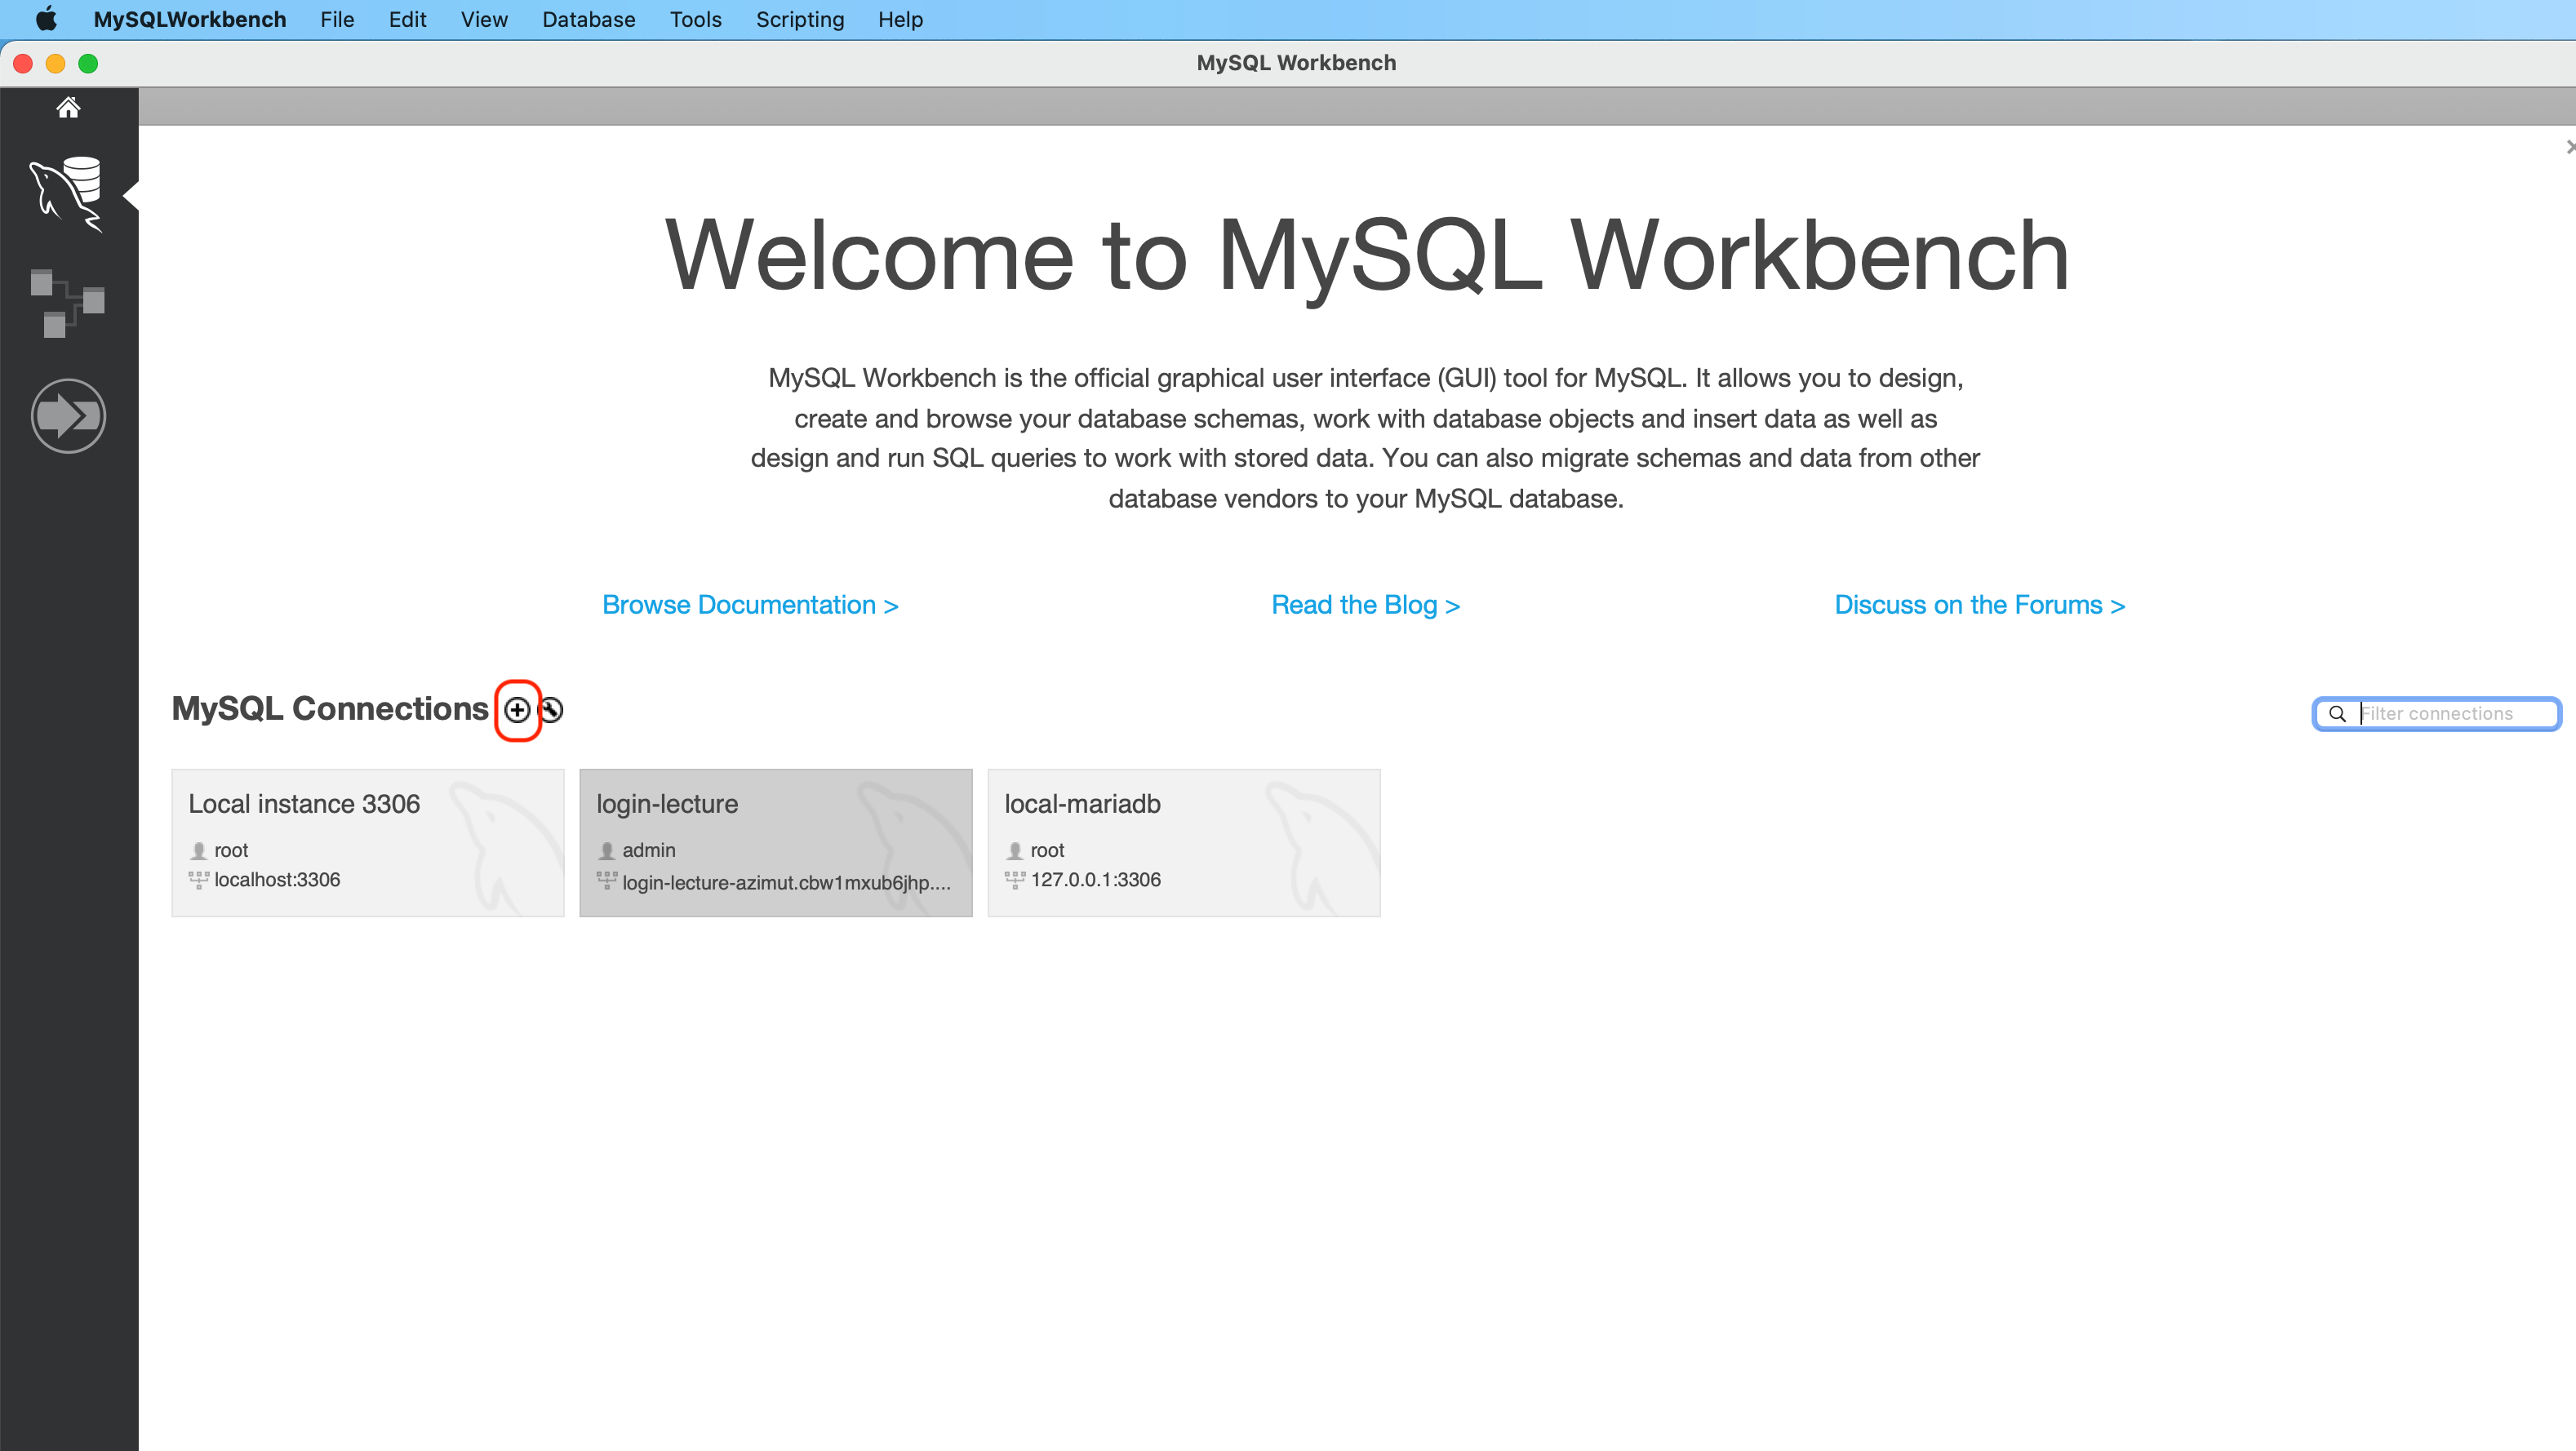 MySQLWorkbench File Edit View Database Tools Scripting Help
MySQL Workbench
Welcome to MySQL Workbench
MySQL Workbench is the official graphical user interface (GUI) tool for MySQL. It allows you to design,
create and browse your database schemas, work with database objects and insert data as well as
design and run SQL queries to work with stored data. You can also migrate schemas and data from other
database vendors to your MySQL database.
Browse Documentation > Read the Blog > Discuss on the Forums >
MySQL Connections
Filter connections
Local instance 3306
root
localhost:3306
login-lecture
admin
login-lecture-azimut.cbw1mxub6jhp....
local-mariadb
root
127.0.0.1:3306